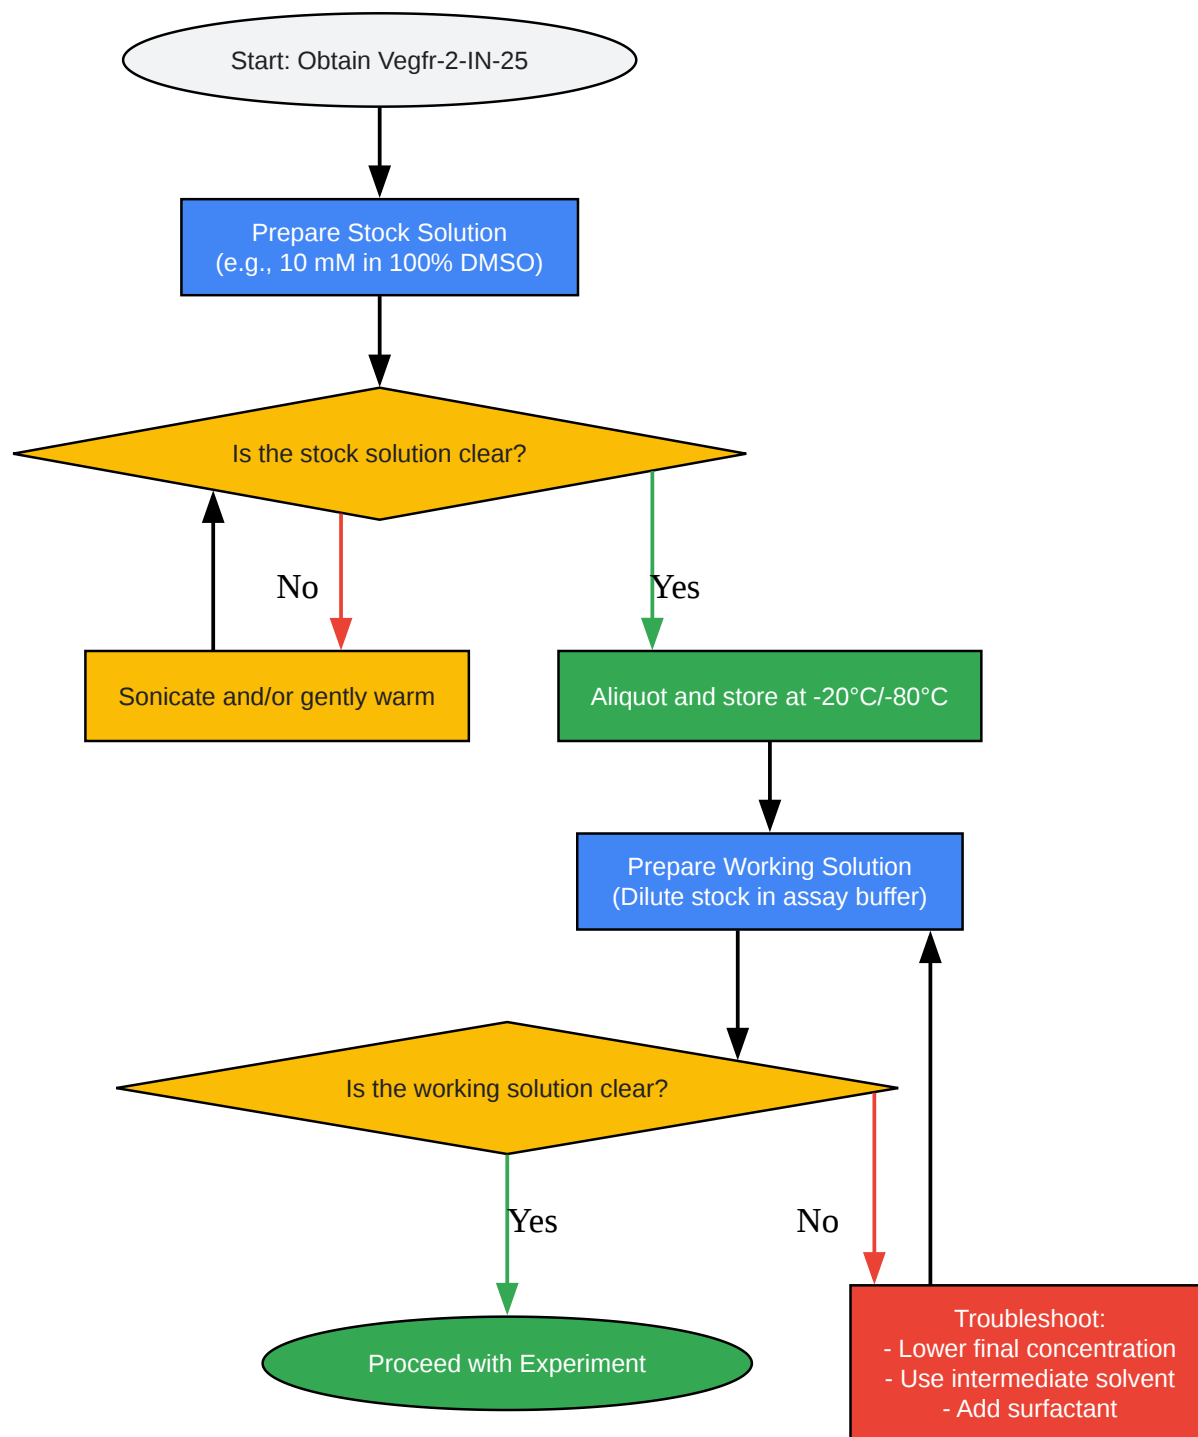 Start: Obtain Vegfr-2-IN-25
Prepare Stock Solution
(e.g., 10 mM in 100% DMSO)
Is the stock solution clear?
No
Yes
Sonicate and/or gently warm
Aliquot and store at -20°C/-80°C
Prepare Working Solution
(Dilute stock in assay buffer)
Is the working solution clear?
Yes
No
Proceed with Experiment
Troubleshoot:
- Lower final concentration
- Use intermediate solvent
- Add surfactant